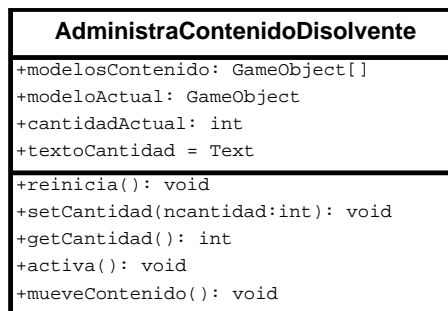 AdministraContenidoDisolvente
+modelosContenido: GameObject[]
+modeloActual: GameObject
+cantidadActual: int
+textoCantidad = Text
+reinicia(): void
+setCantidad(ncantidad:int): void
+getCantidad(): int
+activa(): void
+mueveContenido(): void